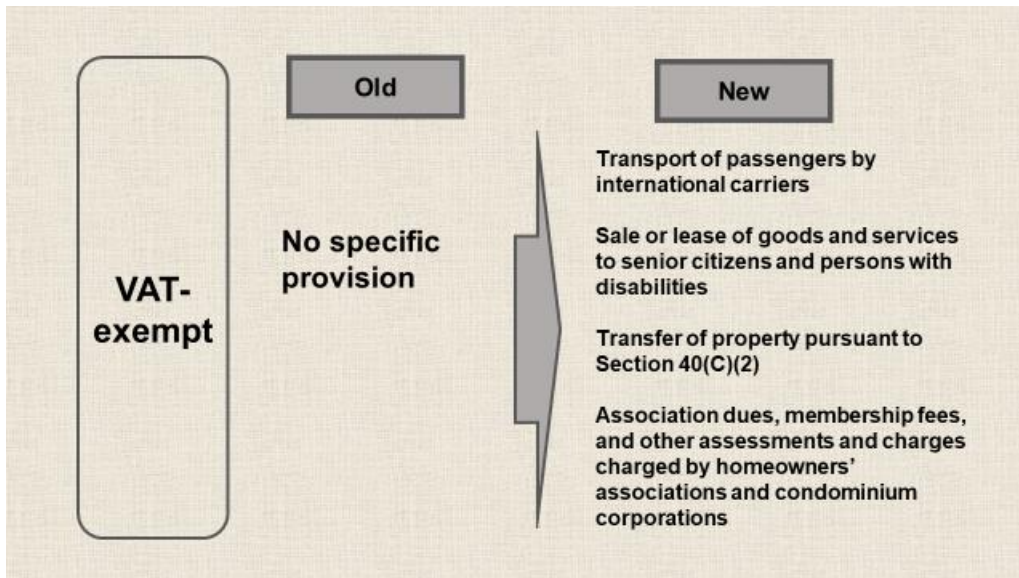 Old
New
VAT-
exempt
No specific
provision
Transport of passengers by
international carriers
Sale or lease of goods and services
to senior citizens and persons with
disabilities
Transfer of property pursuant to
Section 40(C)(2)
Association dues, membership fees,
and other assessments and charges
charged by homeowners’
associations and condominium
corporations